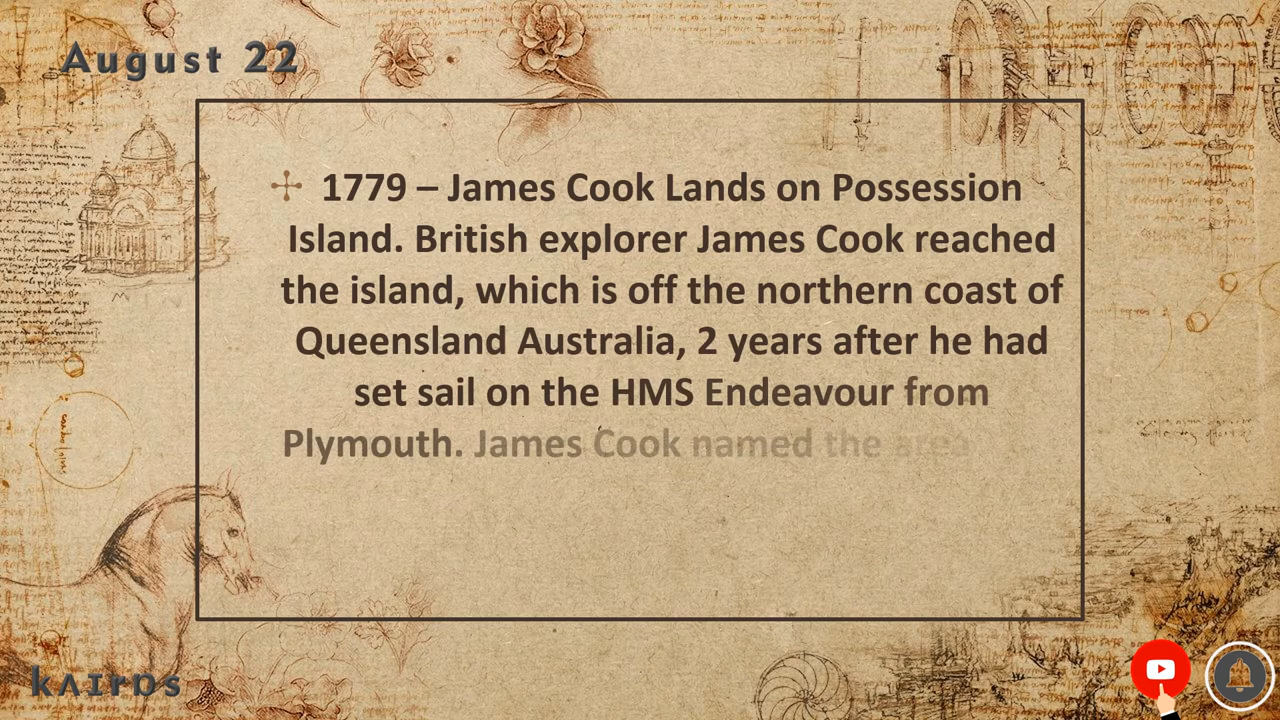 August 22
✢ 1779 – James Cook Lands on Possession
Island. British explorer James Cook reached
the island, which is off the northern coast of
Queensland Australia, 2 years after he had
set sail on the HMS Endeavour from
Plymouth. James Cook named the area
kʌɪrɒs